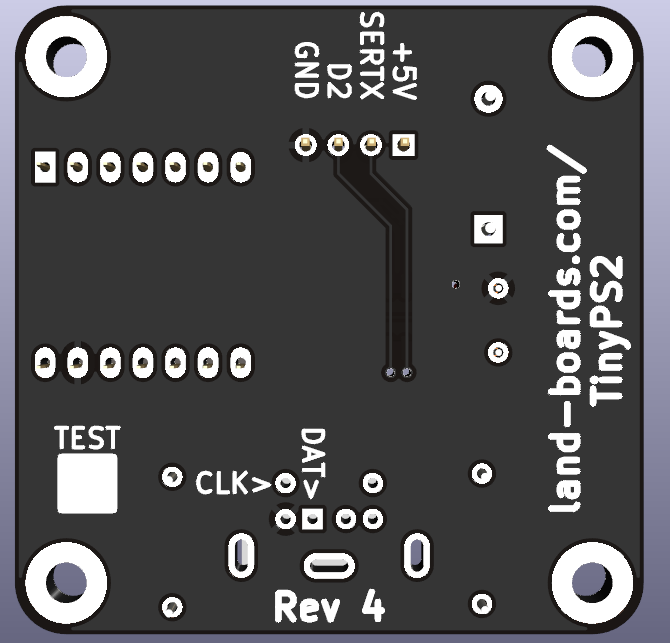 GND
D2
SERTX
+5V
land-boards.com/
TinyPS2
TEST
DAT>
CLK>
Rev 4